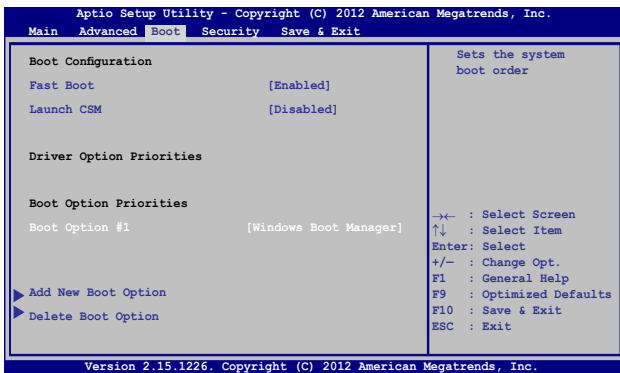 Aptio Setup Utility - Copyright (C) 2012 American Megatrends, Inc.
Main Advanced Boot Security Save & Exit
Boot Configuration
Fast Boot [Enabled]
Launch CSM [Disabled]
Driver Option Priorities
Boot Option Priorities
Boot Option #1 [Windows Boot Manager]
Add New Boot Option
Delete Boot Option
Sets the system
boot order
→← : Select Screen
↑↓ : Select Item
Enter: Select
+/— : Change Opt.
F1 : General Help
F9 : Optimized Defaults
F10 : Save & Exit
ESC : Exit
Version 2.15.1226. Copyright (C) 2012 American Megatrends, Inc.